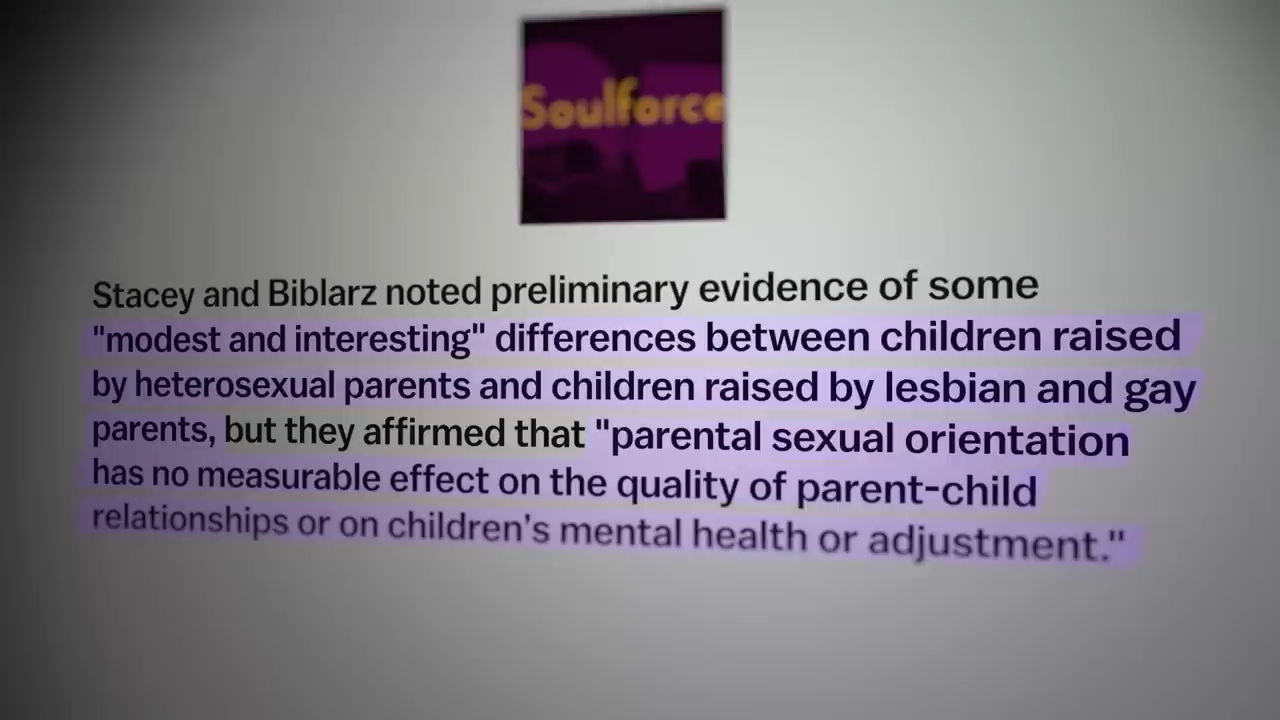 Soulforce
Stacey and Biblarz noted preliminary evidence of some
"modest and interesting" differences between children raised
by heterosexual parents and children raised by lesbian and gay
parents, but they affirmed that "parental sexual orientation
has no measurable effect on the quality of parent-child
relationships or on children's mental health or adjustment."